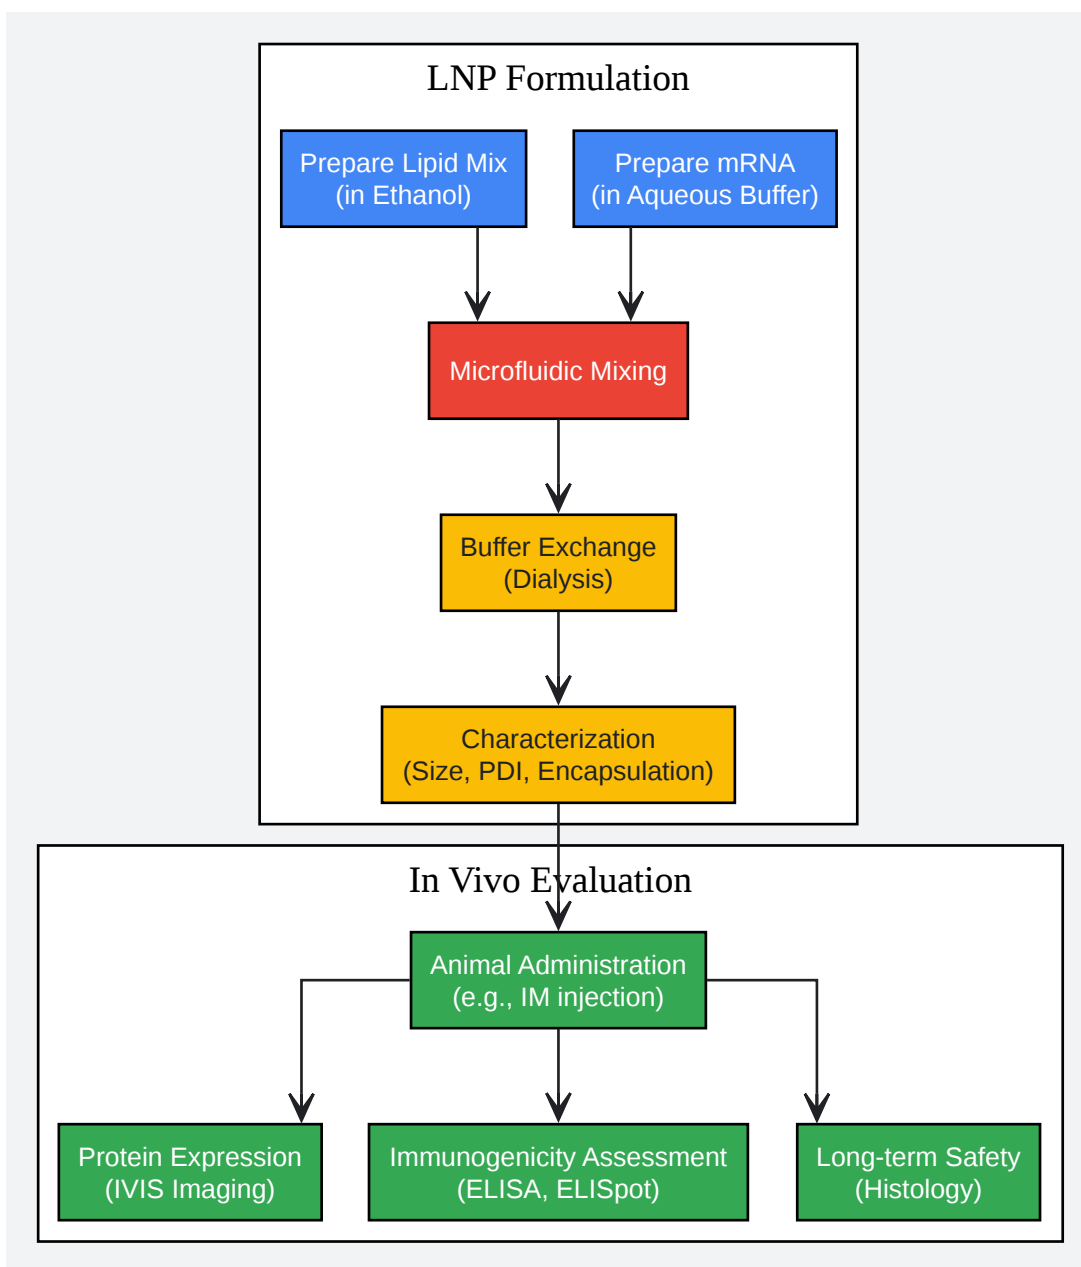 LNP Formulation
Prepare Lipid Mix
(in Ethanol)
Prepare mRNA
(in Aqueous Buffer)
Microfluidic Mixing
Buffer Exchange
(Dialysis)
Characterization
(Size, PDI, Encapsulation)
In Vivo Evaluation
Animal Administration
(e.g., IM injection)
Protein Expression
(IVIS Imaging)
Immunogenicity Assessment
(ELISA, ELISpot)
Long-term Safety
(Histology)